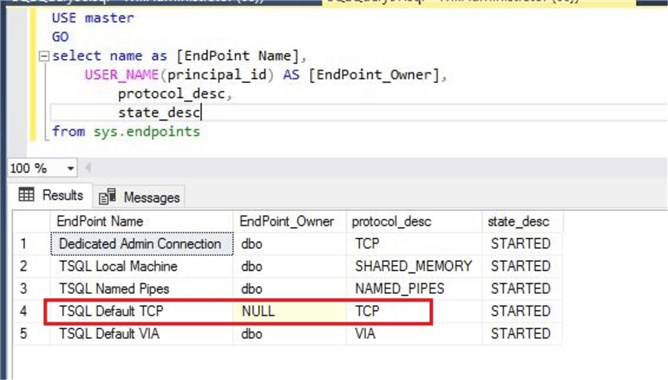 USE master
GO
select name as [EndPoint Name],
USER_NAME(principal_id) AS [EndPoint_Owner],
protocol_desc,
state_desc
from sys.endpoints
100 %
Results Messages
EndPoint Name EndPoint_Owner protocol_desc state_desc
1 Dedicated Admin Connection dbo TCP STARTED
2 TSQL Local Machine dbo SHARED_MEMORY STARTED
3 TSQL Named Pipes dbo NAMED_PIPES STARTED
4 TSQL Default TCP NULL TCP STARTED
5 TSQL Default VIA dbo VIA STARTED